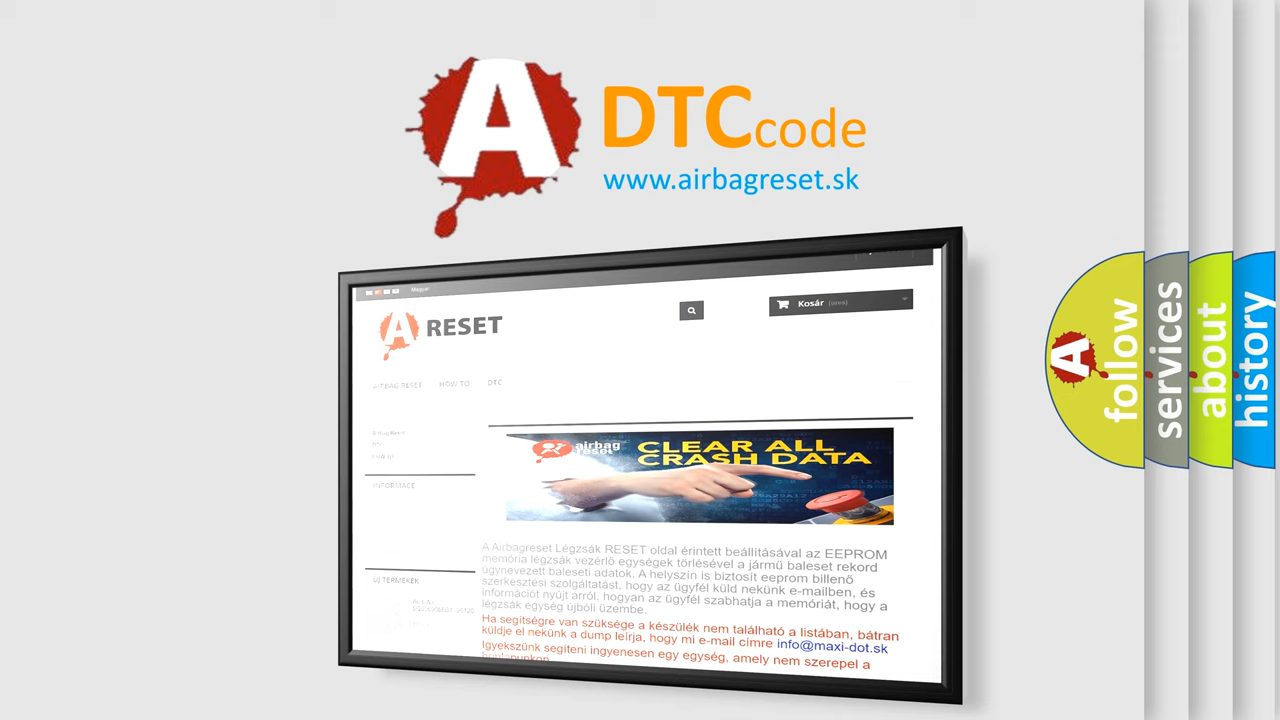 A
DTCcode
www.airbagreset.sk
Magyar
A RESET
Kosár (üres)
AIRBAG RESET HOW TO DTC
INFORMACE
ÚJ TERMÉKEK
airbag
reset
CLEAR ALL
CRASH DATA
A Airbagreset Légzsák RESET oldal érintett beállításával az EEPROM
memória légzsák vezérlő egységek törlésével a jármű baleset rekord
úgynevezett baleseti adatok. A helyszín is biztosít eeprom billenő
szerkesztési szolgáltatást, hogy az ügyfél küld nekünk e-mailben, és
információt nyújt arról, hogyan az ügyfél szabhatja a memóriát, hogy a
légzsák egység újbóli üzembe.
Ha segítségre van szüksége a készülék nem található a listában, bátran
küldje el nekünk a dump leírja, hogy mi e-mail címre info@maxi-dot.sk
Igyekszünk segíteni ingyenesen egy egység, amely nem szerepel a
A follow
services
about
history